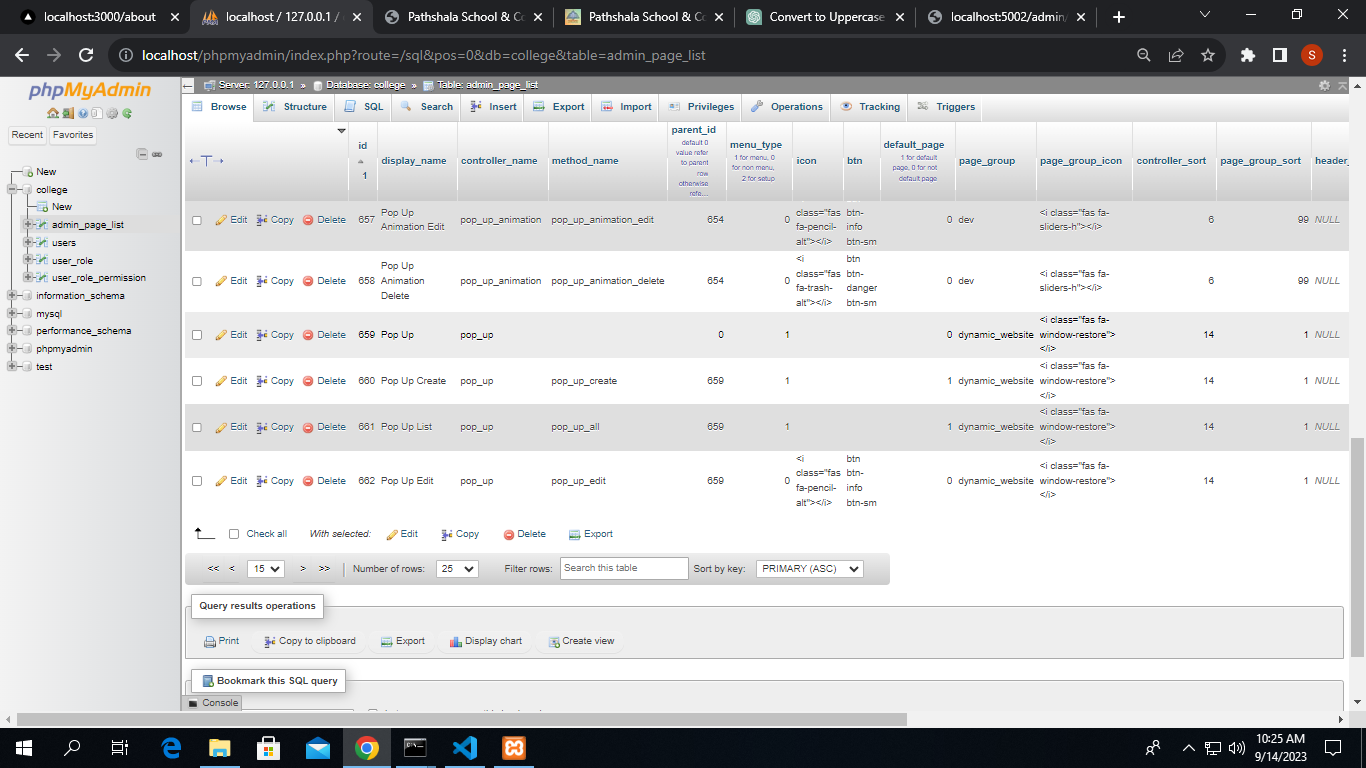 localhost:3000/about
localhost / 127.0.0.1 /
Pathshala School & Co
Pathshala School & Co
Convert to Uppercase
localhost:5002/admin/
localhost/phpmyadmin/index.php?route=/sql&pos=0&db=college&table=admin_page_list
S
phpMyAdmin
Recent Favorites
New
college
New
admin_page_list
users
user_role
user_role_permission
information_schema
mysql
performance_schema
phpmyadmin
test
Server: 127.0.0.1 » Database: college » Table: admin_page_list
Browse Structure SQL Search Insert Export Import Privileges Operations Tracking Triggers
←T→
id
1
display_name
controller_name
method_name
parent_id
default 0
value refer
to parent
row
otherwise
refe...
menu_type
1 for menu, 0
for non menu,
2 for setup
icon
btn
default_page
1 for default
page, 0 for not
default page
page_group
page_group_icon
controller_sort
page_group_sort
header_
Edit Copy Delete 657 Pop Up Animation Edit pop_up_animation pop_up_animation_edit 654 0 class="fas fa-pencil-alt"></i> btn-info btn-sm 0 dev <i class="fas fa-sliders-h"></i> 6 99 NULL
Edit Copy Delete 658 Pop Up Animation Delete pop_up_animation pop_up_animation_delete 654 0 <i class="fas fa-trash-alt"></i> btn btn-danger btn-sm 0 dev <i class="fas fa-sliders-h"></i> 6 99 NULL
Edit Copy Delete 659 Pop Up pop_up 0 1 0 dynamic_website <i class="fas fa-window-restore"></i> 14 1 NULL
Edit Copy Delete 660 Pop Up Create pop_up pop_up_create 659 1 1 dynamic_website <i class="fas fa-window-restore"></i> 14 1 NULL
Edit Copy Delete 661 Pop Up List pop_up pop_up_all 659 1 1 dynamic_website <i class="fas fa-window-restore"></i> 14 1 NULL
Edit Copy Delete 662 Pop Up Edit pop_up pop_up_edit 659 0 <i class="fas fa-pencil-alt"></i> btn btn-info btn-sm 0 dynamic_website <i class="fas fa-window-restore"></i> 14 1 NULL
Check all With selected: Edit Copy Delete Export
<< < 15 > >> Number of rows: 25 Filter rows: Search this table Sort by key: PRIMARY (ASC)
Query results operations
Print Copy to clipboard Export Display chart Create view
Bookmark this SQL query
Console
10:25 AM
9/14/2023